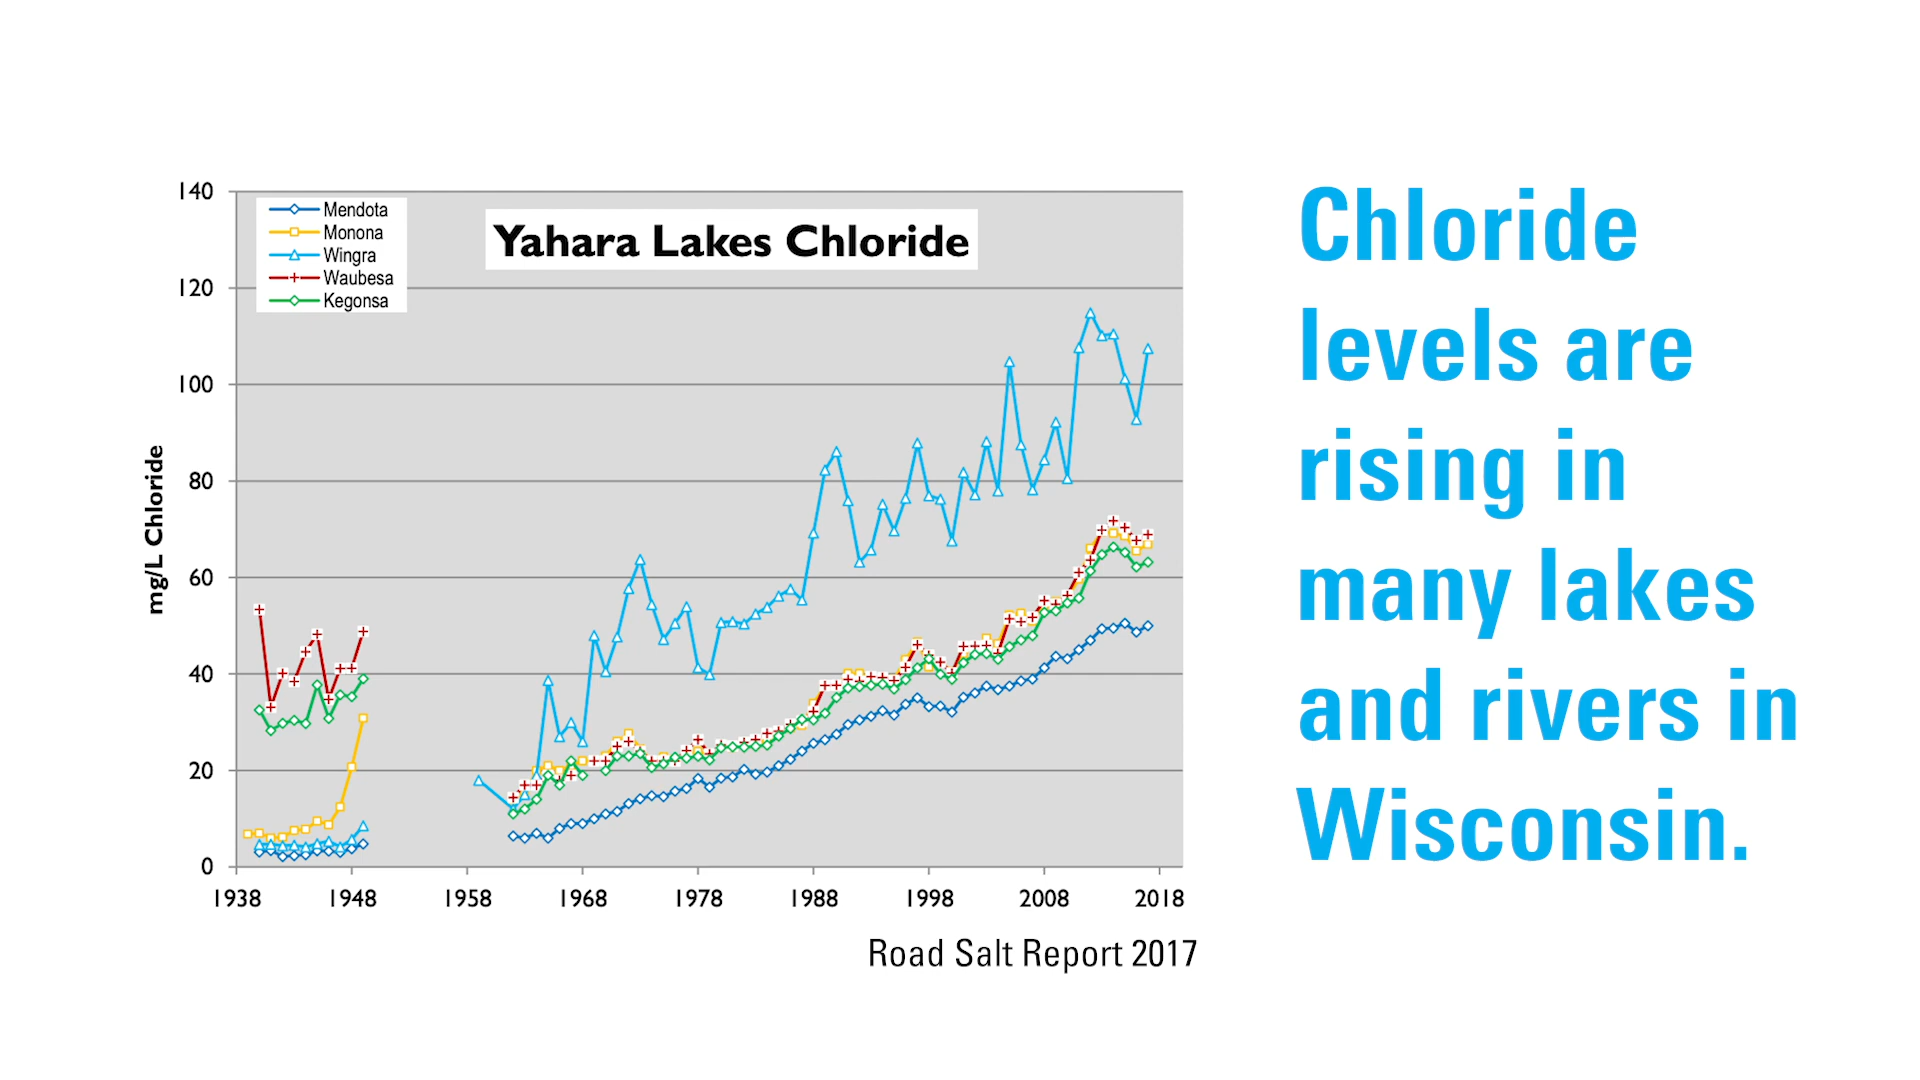 Yahara Lakes Chloride
Mendota
Monona
Wingra
Waubesa
Kegonsa
140
120
100
80
60
40
20
0
mg/L Chloride
1938 1948 1958 1968 1978 1988 1998 2008 2018
Road Salt Report 2017
Chloride
levels are
rising in
many lakes
and rivers in
Wisconsin.